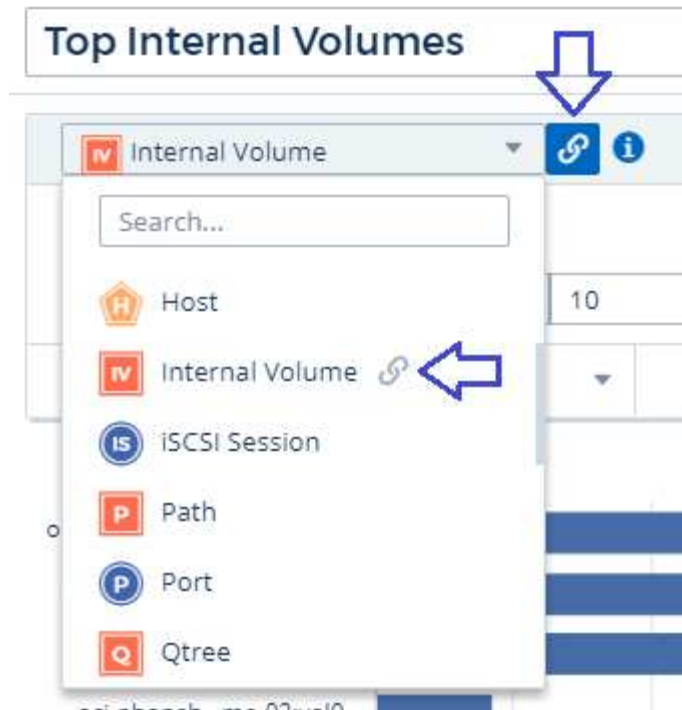 Top Internal Volumes
IV Internal Volume i
Search...
H Host
10
IV Internal Volume
IS iSCSI Session
P Path
P Port
Q Qtree